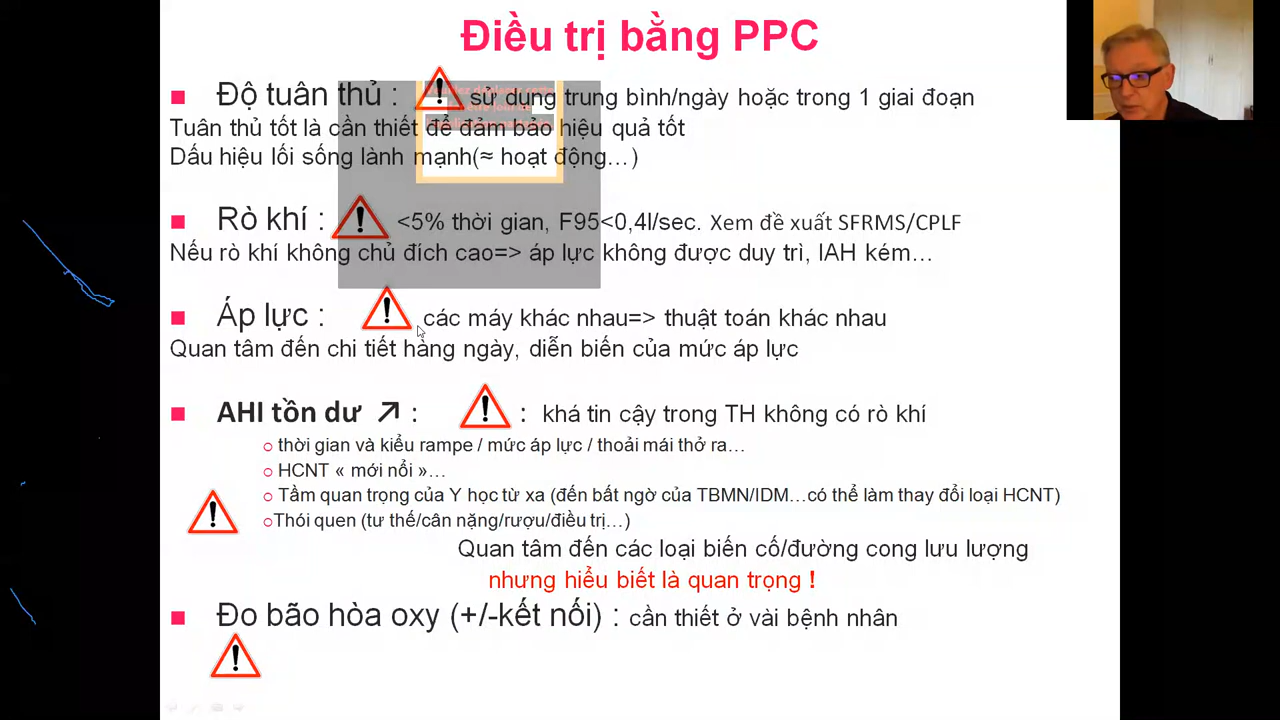 Điều trị bằng PPC
Độ tuân thủ : sử dụng trung bình/ngày hoặc trong 1 giai đoạn
Tuân thủ tốt là cần thiết để đảm bảo hiệu quả tốt
Dấu hiệu lối sống lành mạnh(≈ hoạt động…)
Rò khí : <5% thời gian, F95<0,4l/sec. Xem đề xuất SFRMS/CPLF
Nếu rò khí không chủ đích cao=> áp lực không được duy trì, IAH kém…
Áp lực : các máy khác nhau=> thuật toán khác nhau
Quan tâm đến chi tiết hàng ngày, diễn biến của mức áp lực
AHI tồn dư ↗ : : khá tin cậy trong TH không có rò khí
thời gian và kiểu rampe / mức áp lực / thoải mái thở ra…
HCNT « mới nổi »…
Tầm quan trọng của Y học từ xa (đến bất ngờ của TBMN/IDM…có thể làm thay đổi loại HCNT)
Thói quen (tư thế/cân nặng/rượu/điều trị…)
Quan tâm đến các loại biến cố/đường cong lưu lượng
nhưng hiểu biết là quan trọng !
Đo bão hòa oxy (+/-kết nối) : cần thiết ở vài bệnh nhân